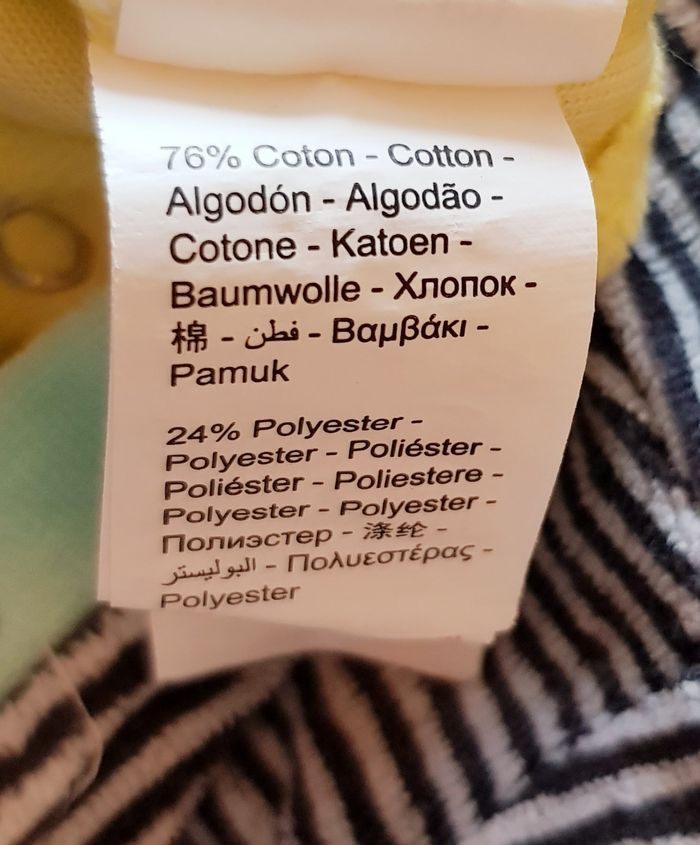 76% Coton - Cotton -
Algodón - Algodão -
Cotone - Katoen -
Baumwolle - Хлопок -
棉 - فطن - Βαμβάκι -
Pamuk
24% Polyester -
Polyester - Poliéster -
Poliéster - Poliestere -
Polyester - Polyester -
Полиэстер - 涤纶 -
البوليستر - Πολυεστέρας -
Polyester